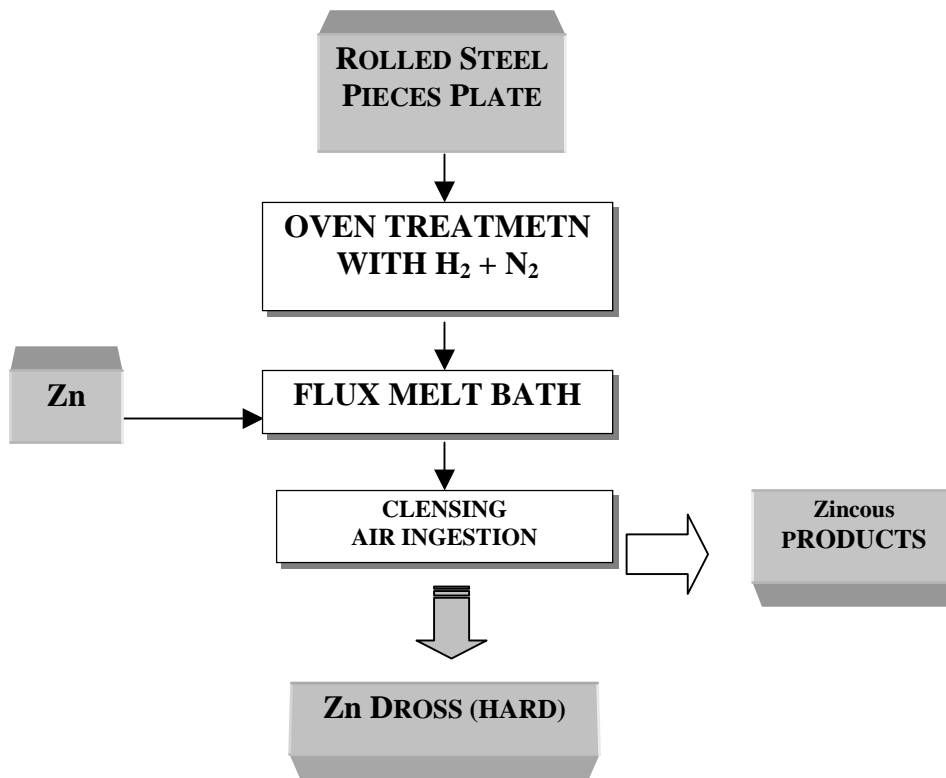 ROLLED STEEL
PIECES PLATE
OVEN TREATMETN
WITH H₂ + N₂
Zn
FLUX MELT BATH
CLENSING
AIR INGESTION
Zincous
PRODUCTS
Zn DROSS (HARD)